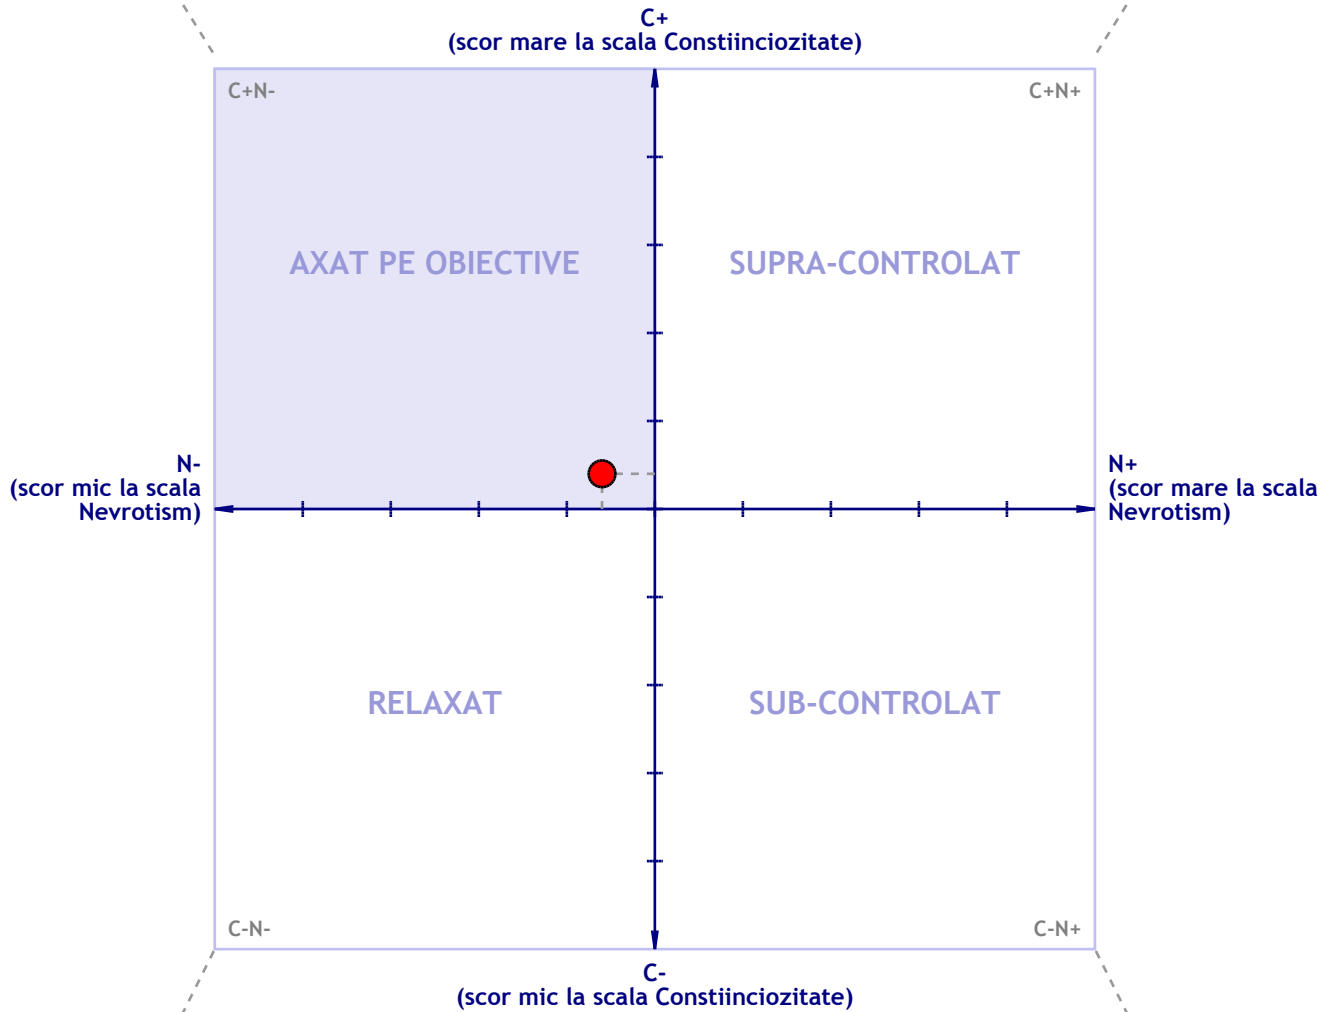 C+
(scor mare la scala Constiinciozitate)
C+N-
C+N+
AXAT PE OBIECTIVE
SUPRA-CONTROLAT
N-
(scor mic la scala
Nevrotism)
N+
(scor mare la scala
Nevrotism)
RELAXAT
SUB-CONTROLAT
C-N-
C-N+
C-
(scor mic la scala Constiinciozitate)